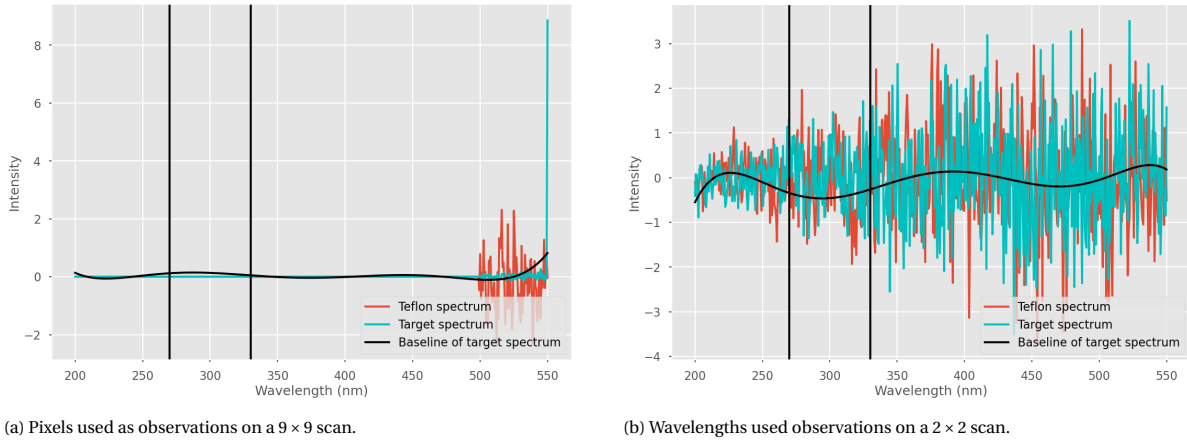 8
6
4
2
0
−2
Intensity
200
250
300
350
400
450
500
550
Wavelength (nm)
Teflon spectrum
Target spectrum
Baseline of target spectrum
(a) Pixels used as observations on a 9 × 9 scan.
3
2
1
0
−1
−2
−3
−4
Intensity
200
250
300
350
400
450
500
550
Wavelength (nm)
Teflon spectrum
Target spectrum
Baseline of target spectrum
(b) Wavelengths used observations on a 2 × 2 scan.